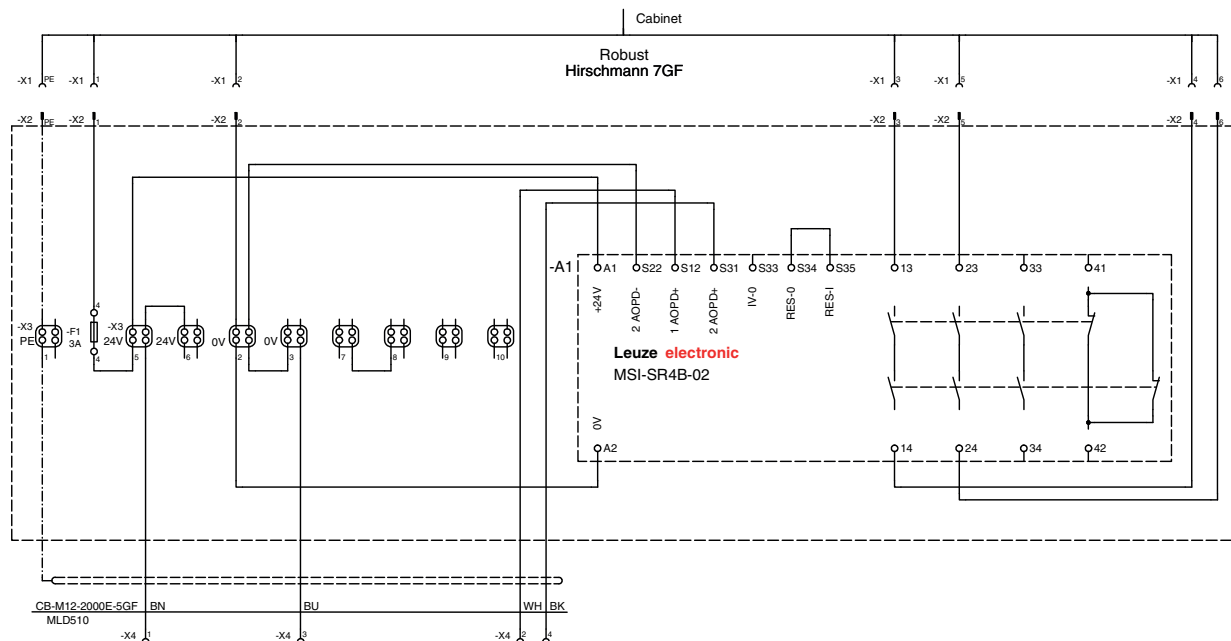 Cabinet
Robust
Hirschmann 7GF
-X1 PE -X1 1 -X1 2 -X1 3 -X1 5 -X1 4 6
-X2 PE -X2 1 -X2 2 -X2 3 -X2 5 -X2 4 6
-A1 A1 S22 S12 S31 S33 S34 S35 13 23 33 41
+24V 2 AOPD- 1 AOPD+ 2 AOPD+ IV-0 RES-0 RES-I
4
-X3 -F1 -X3
PE 3A 24V 24V 0V 0V
1 4 5 6 2 3 7 8 9 10
Leuze electronic
MSI-SR4B-02
0V
A2 14 24 34 42
CB-M12-2000E-5GF BN BU WH BK
MLD510
-X4 1 -X4 3 -X4 2 4